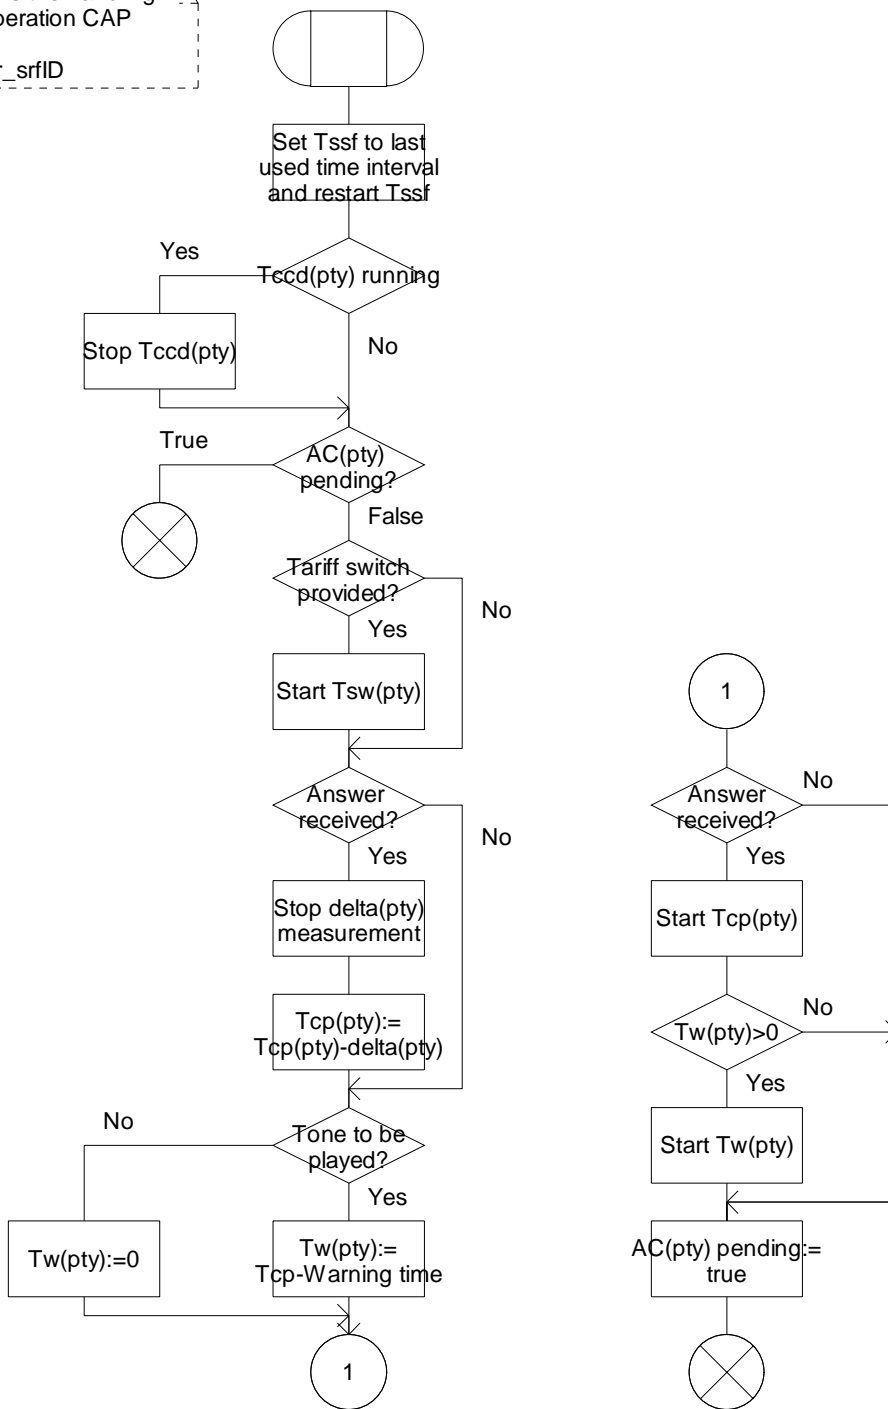 peration CAP
r_srfID
Set Tssf to last
used time interval
and restart Tssf
Tccd(pty) running
Yes
Stop Tccd(pty)
No
AC(pty)
pending?
True
False
Tariff switch
provided?
No
Yes
Start Tsw(pty)
Answer
received?
No
Yes
Stop delta(pty)
measurement
Tcp(pty):=
Tcp(pty)-delta(pty)
Tone to be
played?
No
Yes
Tw(pty):=0
Tw(pty):=
Tcp-Warning time
1
1
Answer
received?
No
Yes
Start Tcp(pty)
Tw(pty)>0
No
Yes
Start Tw(pty)
AC(pty) pending:=
true